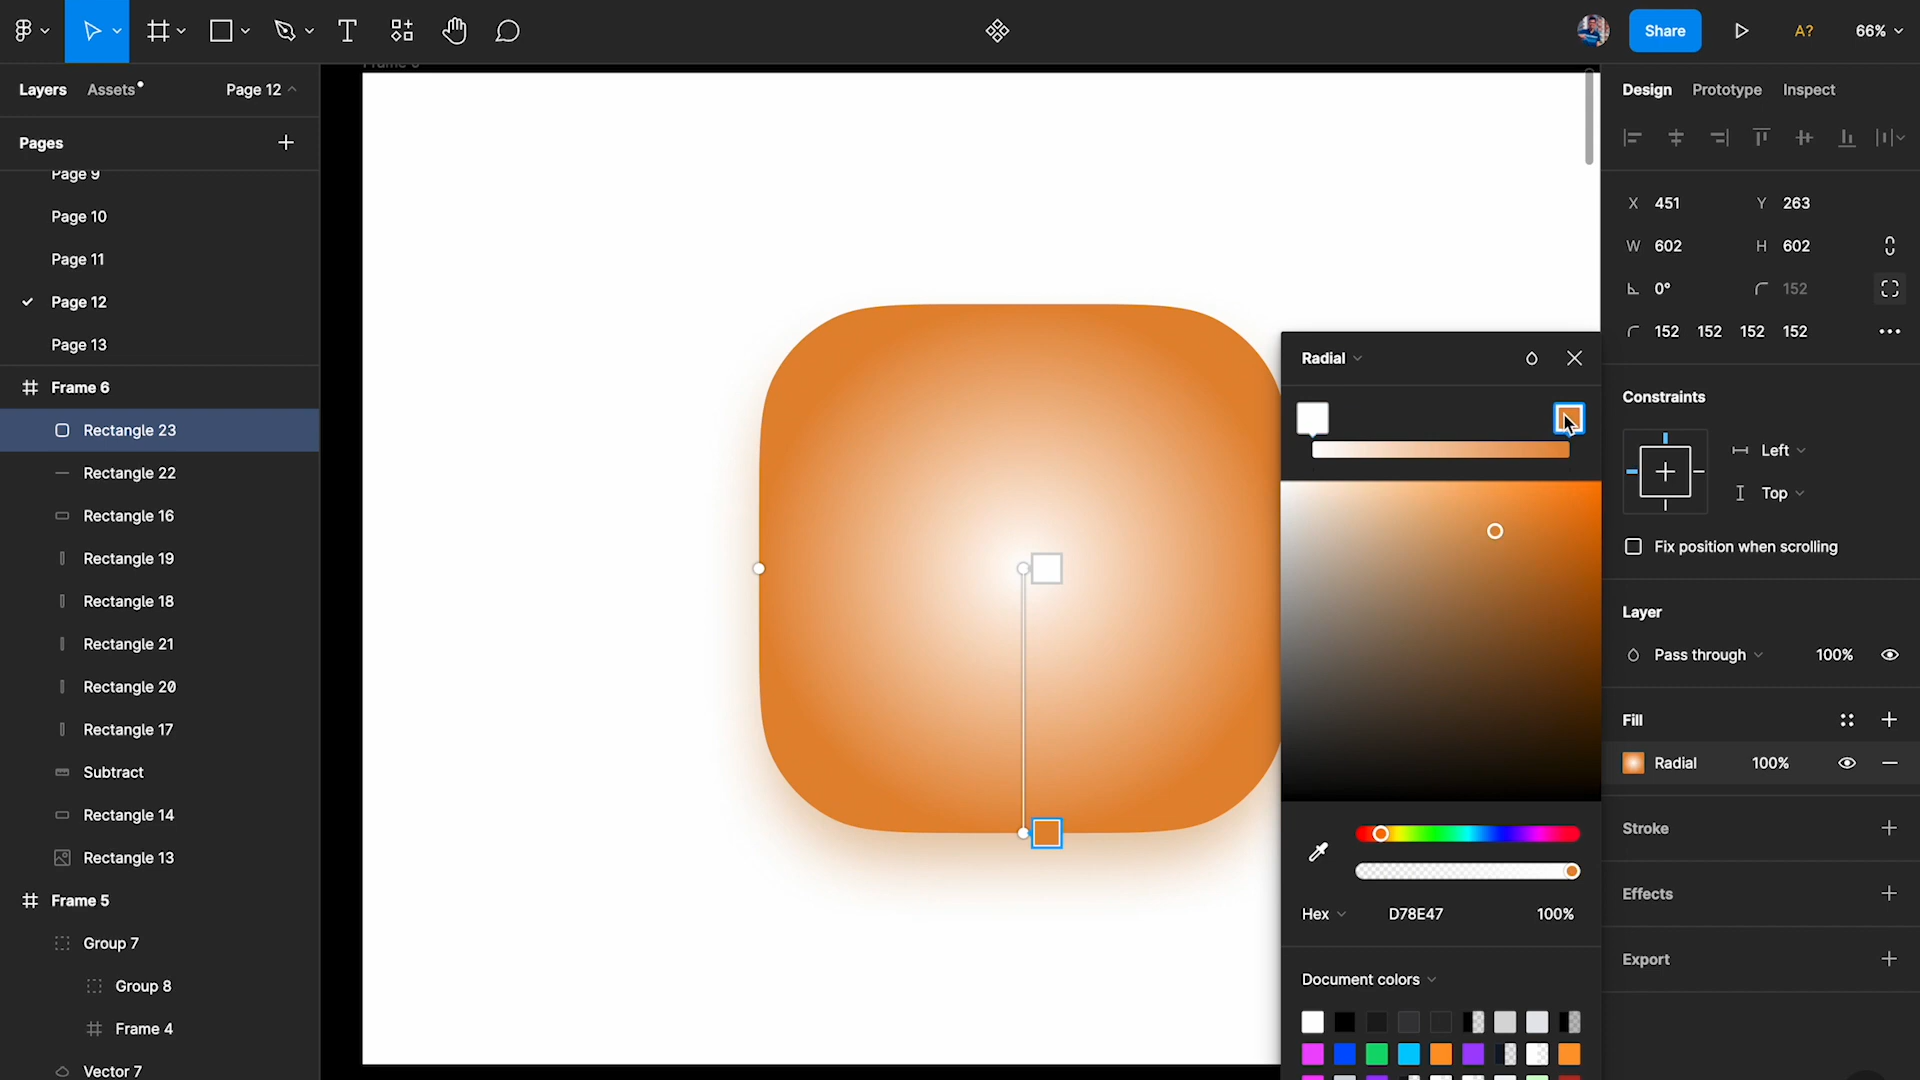 Share
A?
66%
Layers
Assets
Page 12
Pages
Page 9
Page 10
Page 11
Page 12
Page 13
Frame 6
Rectangle 23
Rectangle 22
Rectangle 16
Rectangle 19
Rectangle 18
Rectangle 21
Rectangle 20
Rectangle 17
Subtract
Rectangle 14
Rectangle 13
Frame 5
Group 7
Group 8
Frame 4
Vector 7
Radial
Hex D78E47 100%
Document colors
Design Prototype Inspect
X 451 Y 263
W 602 H 602
0° 152
152 152 152 152
Constraints
Left
Top
Fix position when scrolling
Layer
Pass through 100%
Fill
Radial 100%
Stroke
Effects
Export